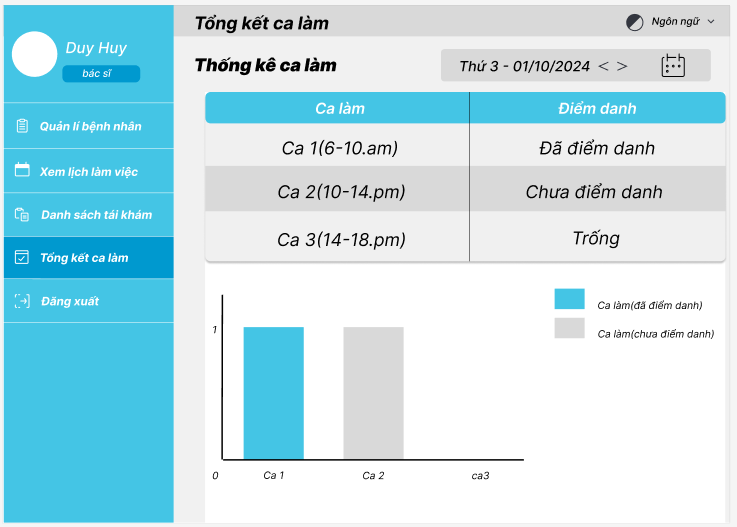 Duy Huy
bác sĩ
Quản lí bệnh nhân
Xem lịch làm việc
Danh sách tái khám
Tổng kết ca làm
Đăng xuất
Tổng kết ca làm
Ngôn ngữ
Thống kê ca làm
Thứ 3 - 01/10/2024 < >
Ca làm Điểm danh
Ca 1(6-10.am) Đã điểm danh
Ca 2(10-14.pm) Chưa điểm danh
Ca 3(14-18.pm) Trống
Ca làm(đã điểm danh)
Ca làm(chưa điểm danh)
1
0 Ca 1 Ca 2 ca3